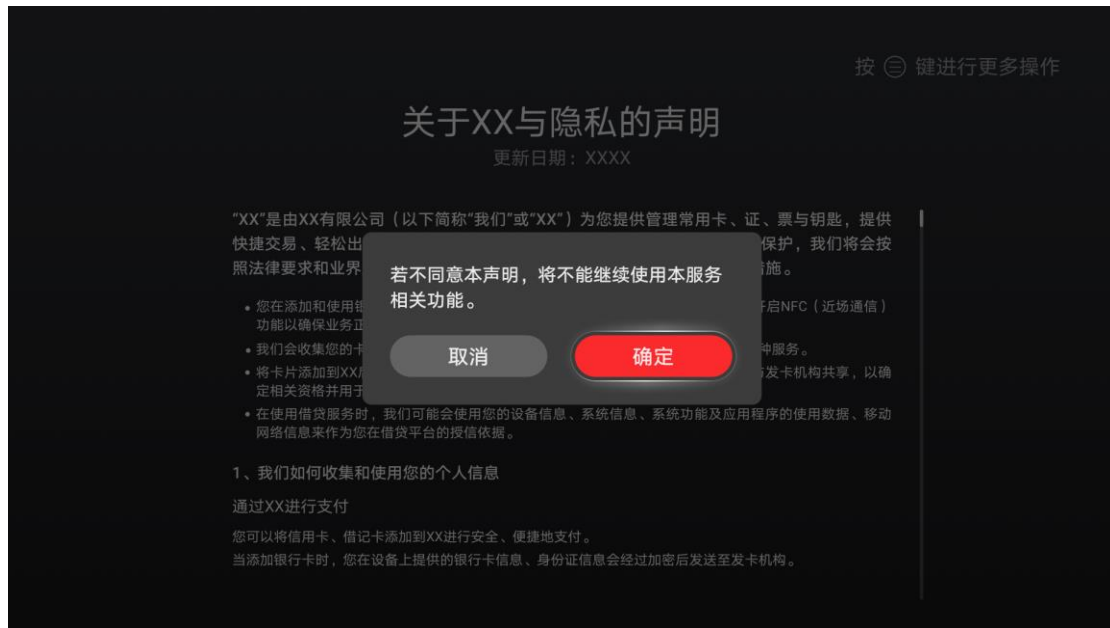 按 键进行更多操作
关于XX与隐私的声明
更新日期：XXXX
“XX”是由XX有限公司（以下简称“我们”或“XX”）为您提供管理常用卡、证、票与钥匙，提供
快捷交易、轻松出 保护，我们将会按
照法律要求和业界 施。
若不同意本声明，将不能继续使用本服务
相关功能。
取消 确定
• 您在添加和使用银 开启NFC（近场通信）
功能以确保业务正
• 我们会收集您的卡 种服务。
• 将卡片添加到XX 发卡机构共享，以确
定相关资格并用于
• 在使用借贷服务时，我们可能会使用您的设备信息、系统信息、系统功能及应用程序的使用数据、移动
网络信息来作为您在借贷平台的授信依据。
1、我们如何收集和使用您的个人信息
通过XX进行支付
您可以将信用卡、借记卡添加到XX进行安全、便捷地支付。
当添加银行卡时，您在设备上提供的银行卡信息、身份证信息会经过加密后发送至发卡机构。